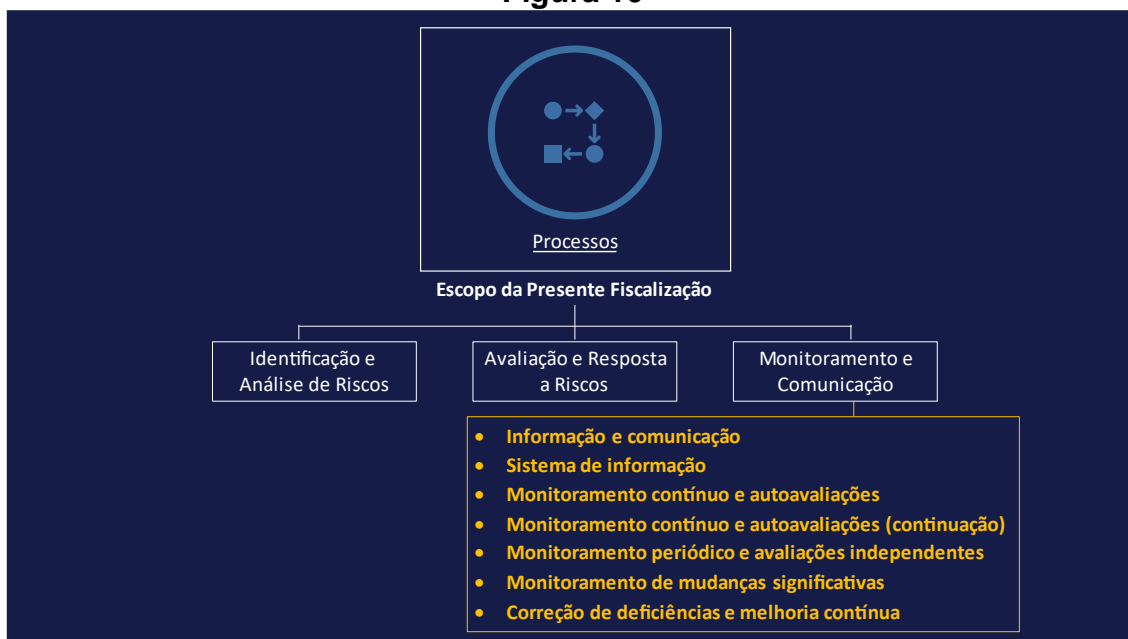 Processos
Escopo da Presente Fiscalização
Identificação e
Análise de Riscos
Avaliação e Resposta
a Riscos
Monitoramento e
Comunicação
• Informação e comunicação
• Sistema de informação
• Monitoramento contínuo e autoavaliações
• Monitoramento contínuo e autoavaliações (continuação)
• Monitoramento periódico e avaliações independentes
• Monitoramento de mudanças significativas
• Correção de deficiências e melhoria contínua